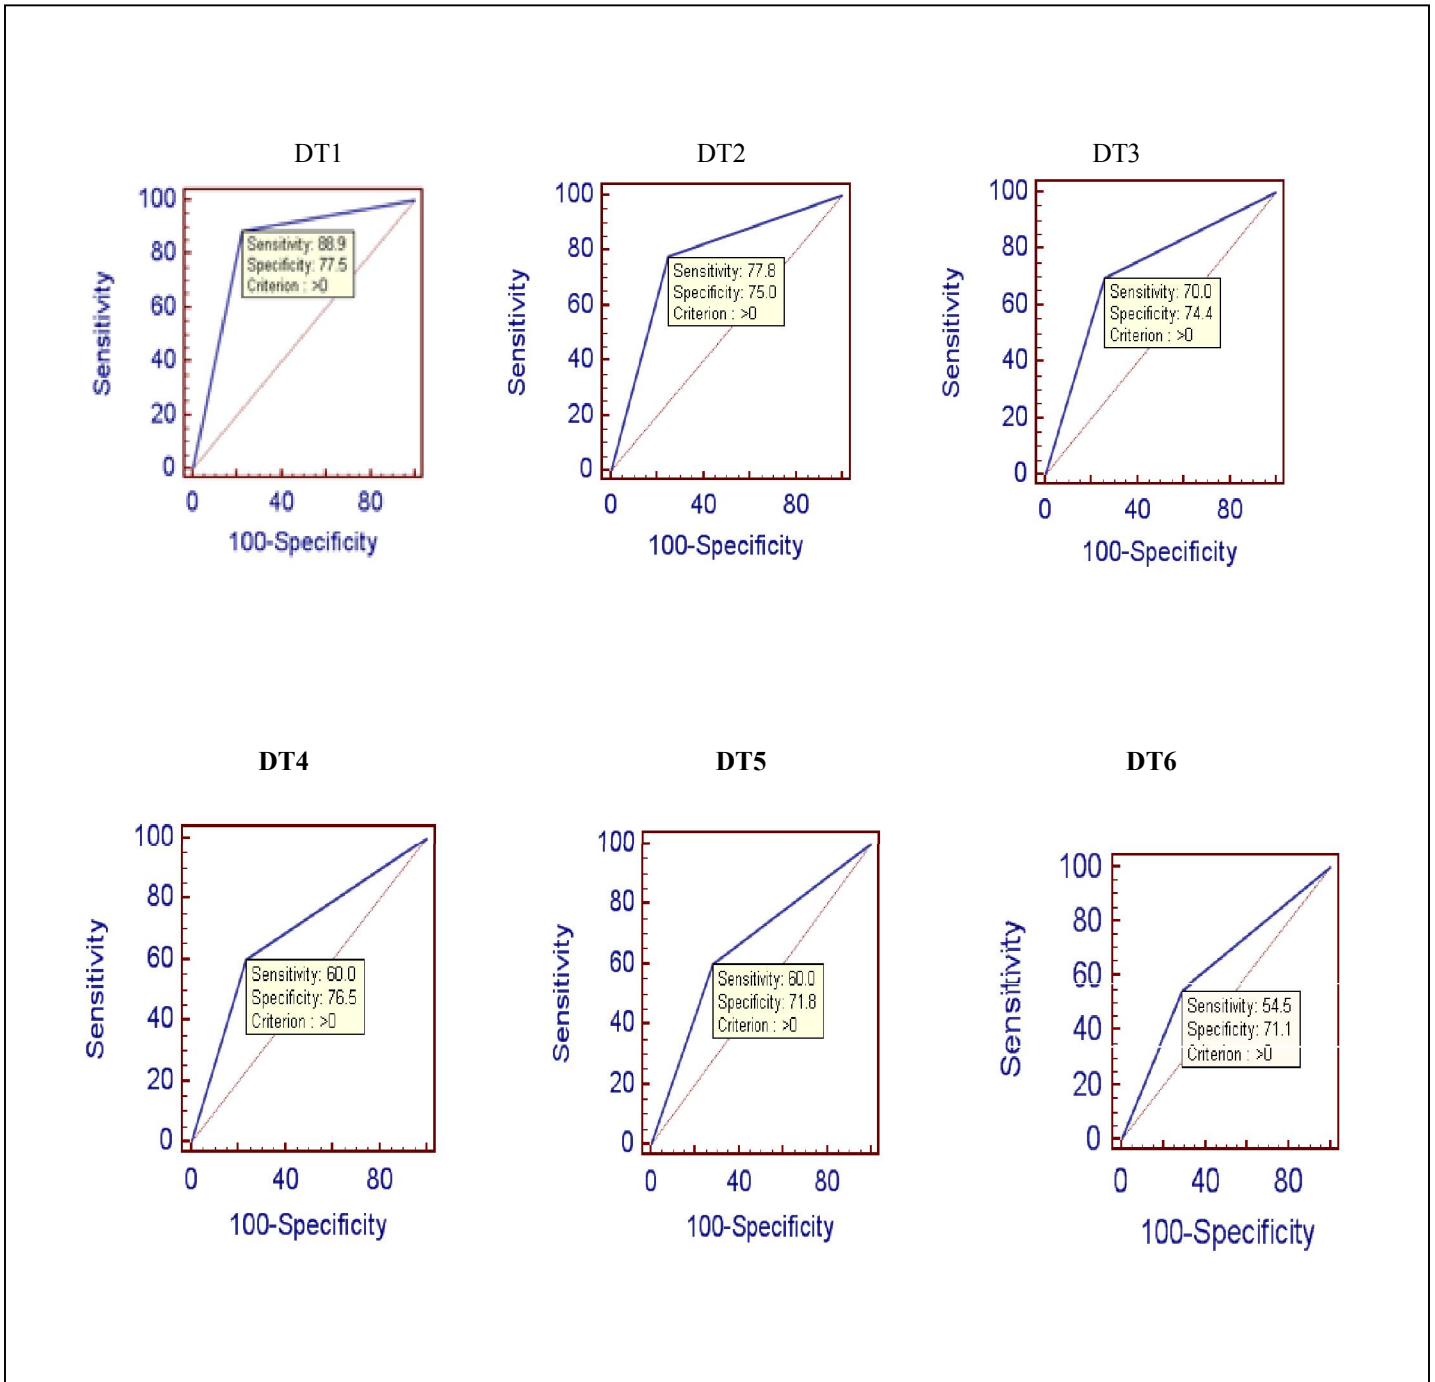 DT1
DT2
DT3
100
80
60
40
20
0
Sensitivity
Sensitivity: 88.9
Specificity: 77.5
Criterion : >0
0
40
80
100-Specificity
100
80
60
40
20
0
Sensitivity
Sensitivity: 77.8
Specificity: 75.0
Criterion : >0
0
40
80
100-Specificity
100
80
60
40
20
0
Sensitivity
Sensitivity: 70.0
Specificity: 74.4
Criterion : >0
0
40
80
100-Specificity
DT4
DT5
DT6
100
80
60
40
20
0
Sensitivity
Sensitivity: 60.0
Specificity: 76.5
Criterion : >0
0
40
80
100-Specificity
100
80
60
40
20
0
Sensitivity
Sensitivity: 60.0
Specificity: 71.8
Criterion : >0
0
40
80
100-Specificity
100
80
60
40
20
0
Sensitivity
Sensitivity: 54.5
Specificity: 71.1
Criterion : >0
0
40
80
100-Specificity